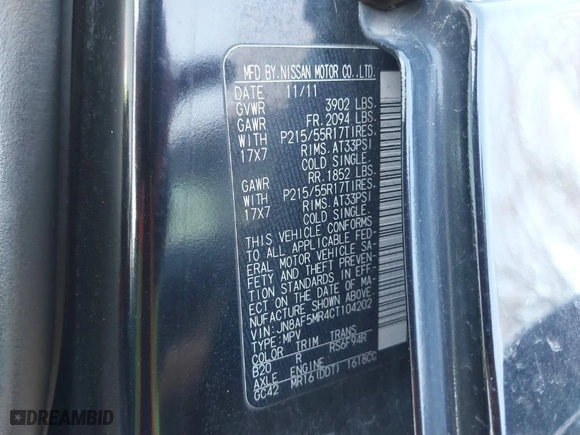 MFD BY. NISSAN MOTOR CO., LTD.
DATE 11/11
GVWR 3902 LBS.
GAWR FR. 2094 LBS.
WITH P215/55R17TIRES.
17X7 RIMS. AT33PSI
COLD SINGLE.
GAWR RR. 1852 LBS.
WITH P215/55R17TIRES.
17X7 RIMS. AT33PSI
COLD SINGLE.
THIS VEHICLE CONFORMS
TO ALL APPLICABLE FED-
ERAL MOTOR VEHICLE SA-
FETY AND THEFT PREVEN-
TION STANDARDS IN EFF-
ECT ON THE DATE OF MA-
NUFACTURE SHOWN ABOVE.
VIN: JN8AF5MR4CT104202
TYPE: MPV
COLOR TRIM TRANS
B20 R RS6F94R
AXLE ENGINE
GC42 MR16(DDT) 1618CC
DREAMBID